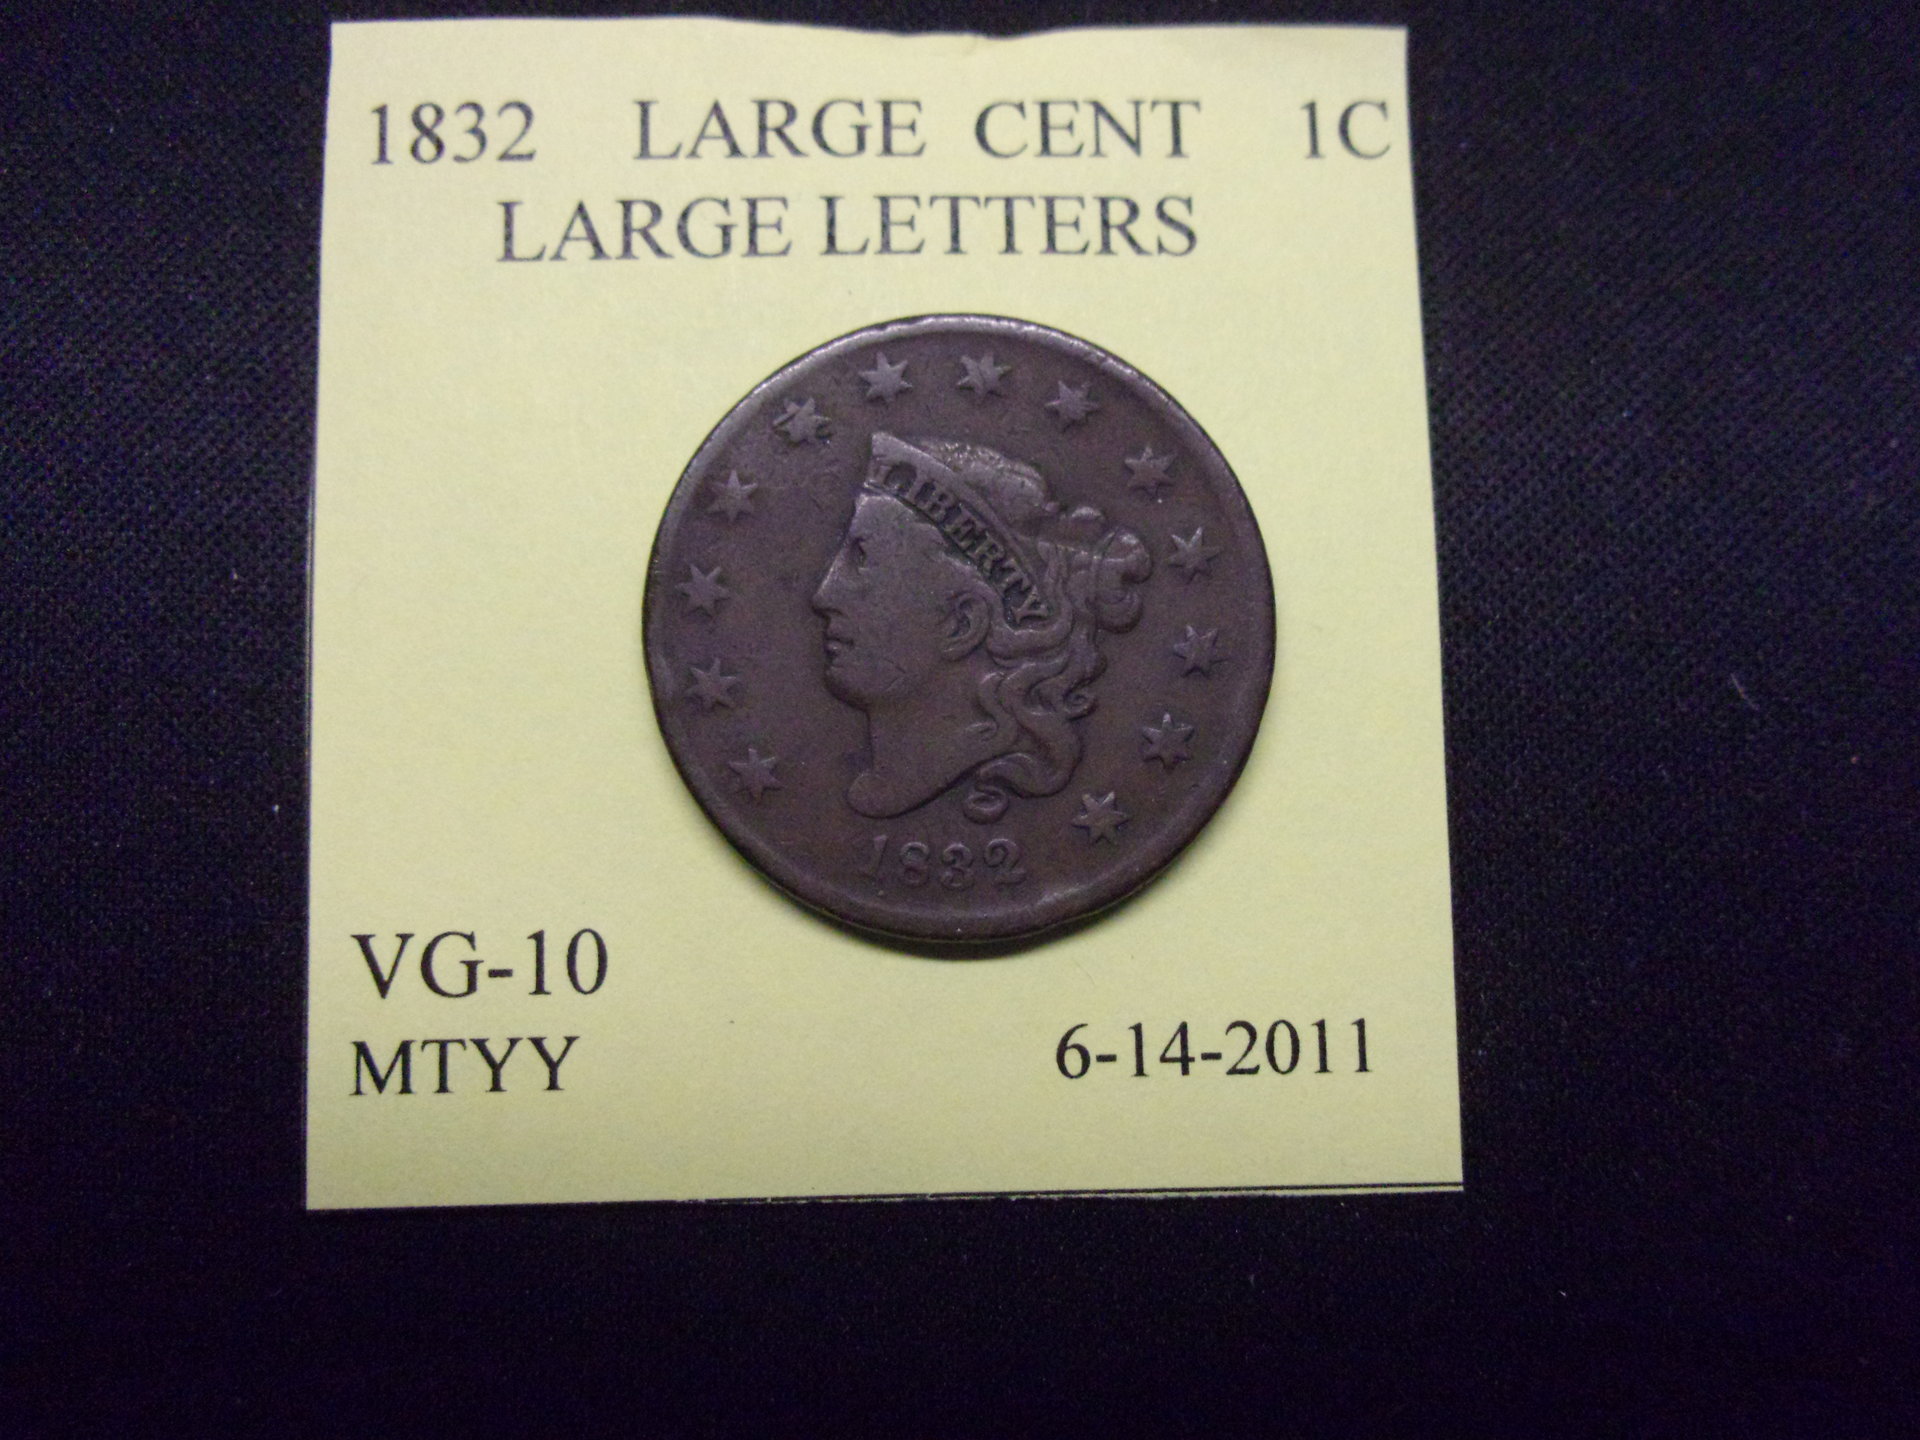 1832 LARGE CENT 1C
LARGE LETTERS
LIBERTY
1832
VG-10
MTYY 6-14-2011